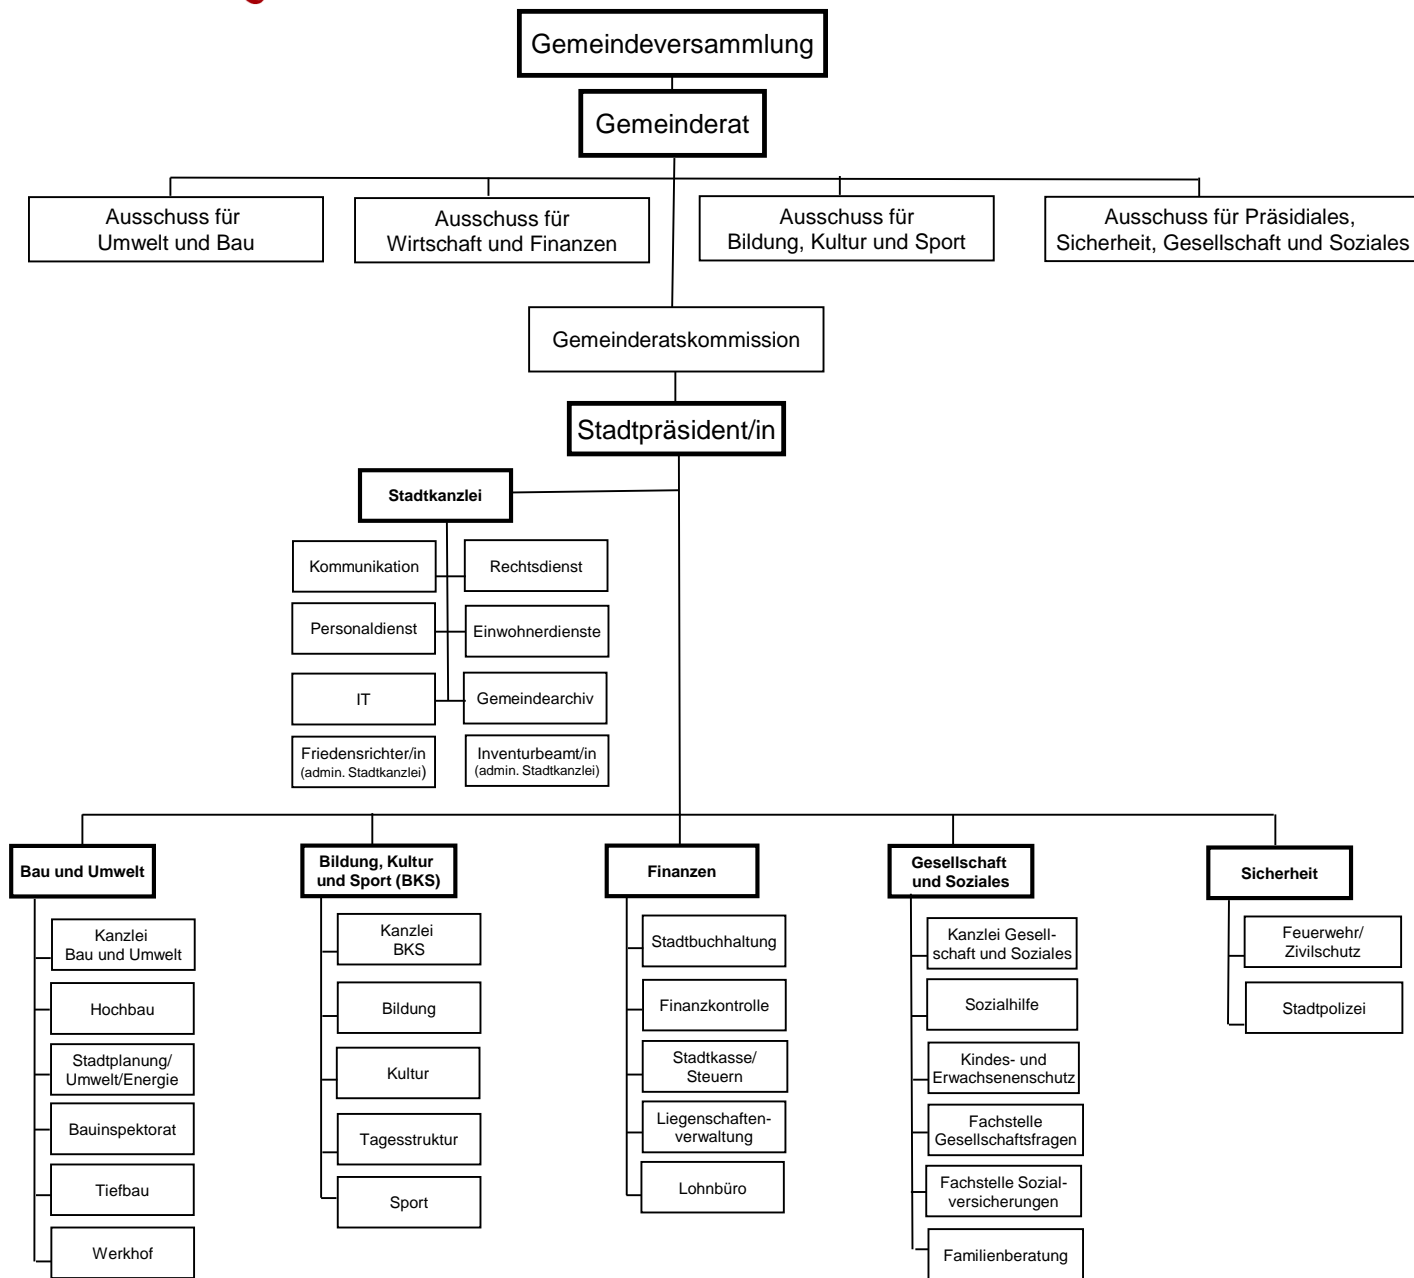 Gemeindeversammlung
Gemeinderat
Ausschuss für
Umwelt und Bau
Ausschuss für
Wirtschaft und Finanzen
Ausschuss für
Bildung, Kultur und Sport
Ausschuss für Präsidiales,
Sicherheit, Gesellschaft und Soziales
Gemeinderatskommission
Stadtpräsident/in
Stadtkanzlei
Kommunikation
Rechtsdienst
Personaldienst
Einwohnerdienste
IT
Gemeindearchiv
Friedensrichter/in
(admin. Stadtkanzlei)
Inventurbeamt/in
(admin. Stadtkanzlei)
Bau und Umwelt
Kanzlei
Bau und Umwelt
Hochbau
Stadtplanung/
Umwelt/Energie
Bauinspektorat
Tiefbau
Werkhof
Bildung, Kultur
und Sport (BKS)
Kanzlei
BKS
Bildung
Kultur
Tagesstruktur
Sport
Finanzen
Stadtbuchhaltung
Finanzkontrolle
Stadtkasse/
Steuern
Liegenschaften-
verwaltung
Lohnbüro
Gesellschaft
und Soziales
Kanzlei Gesell-
schaft und Soziales
Sozialhilfe
Kindes- und
Erwachsenenschutz
Fachstelle
Gesellschaftsfragen
Fachstelle Sozial-
versicherungen
Familienberatung
Sicherheit
Feuerwehr/
Zivilschutz
Stadtpolizei